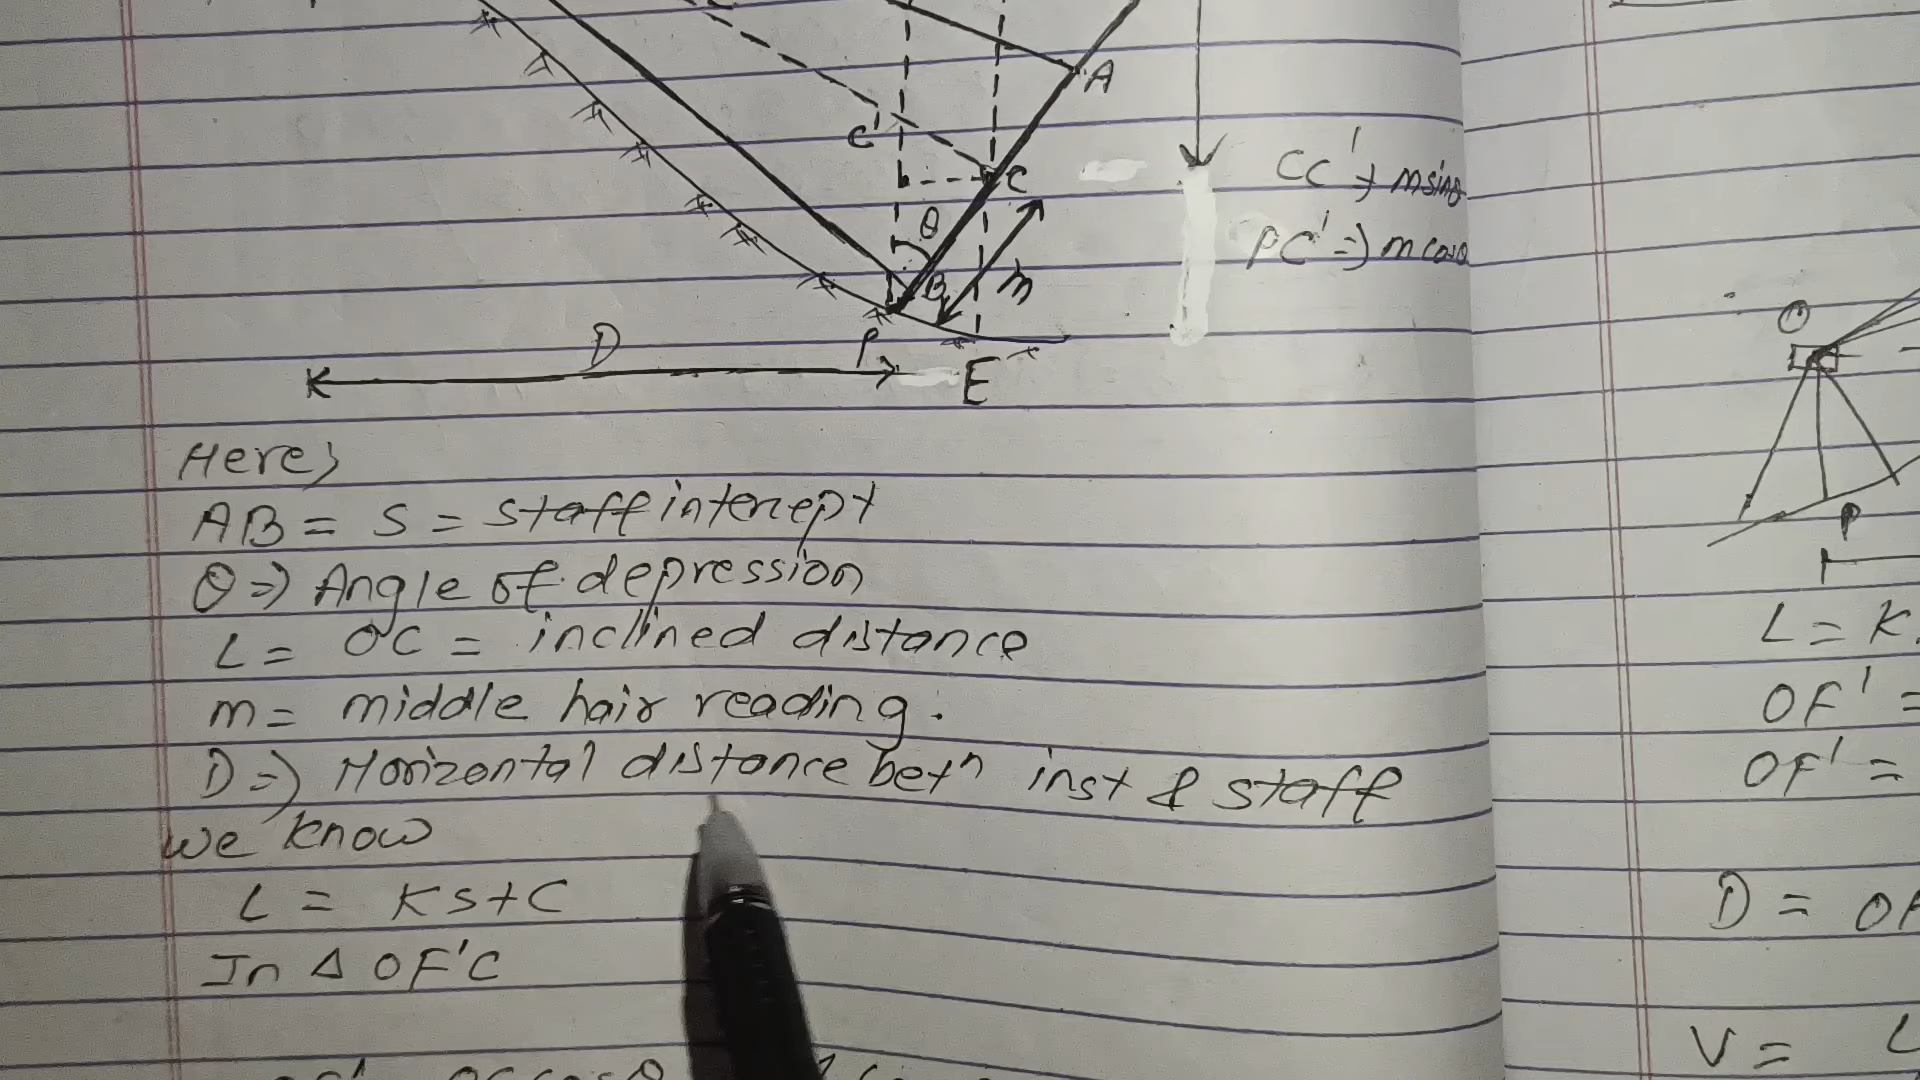 A
C'
C
CC' => msinθ
θ
PC' => m cosθ
B
m
D
P
E
Here,
AB = S = staff intercept
θ => Angle of depression
L = OC = inclined distance
m = middle hair reading.
D => Horizontal distance betn inst & staff
we know
L = KS+C
In Δ OF'C
O
P
L = K.
OF' =
OF' =
D = OF
V = L